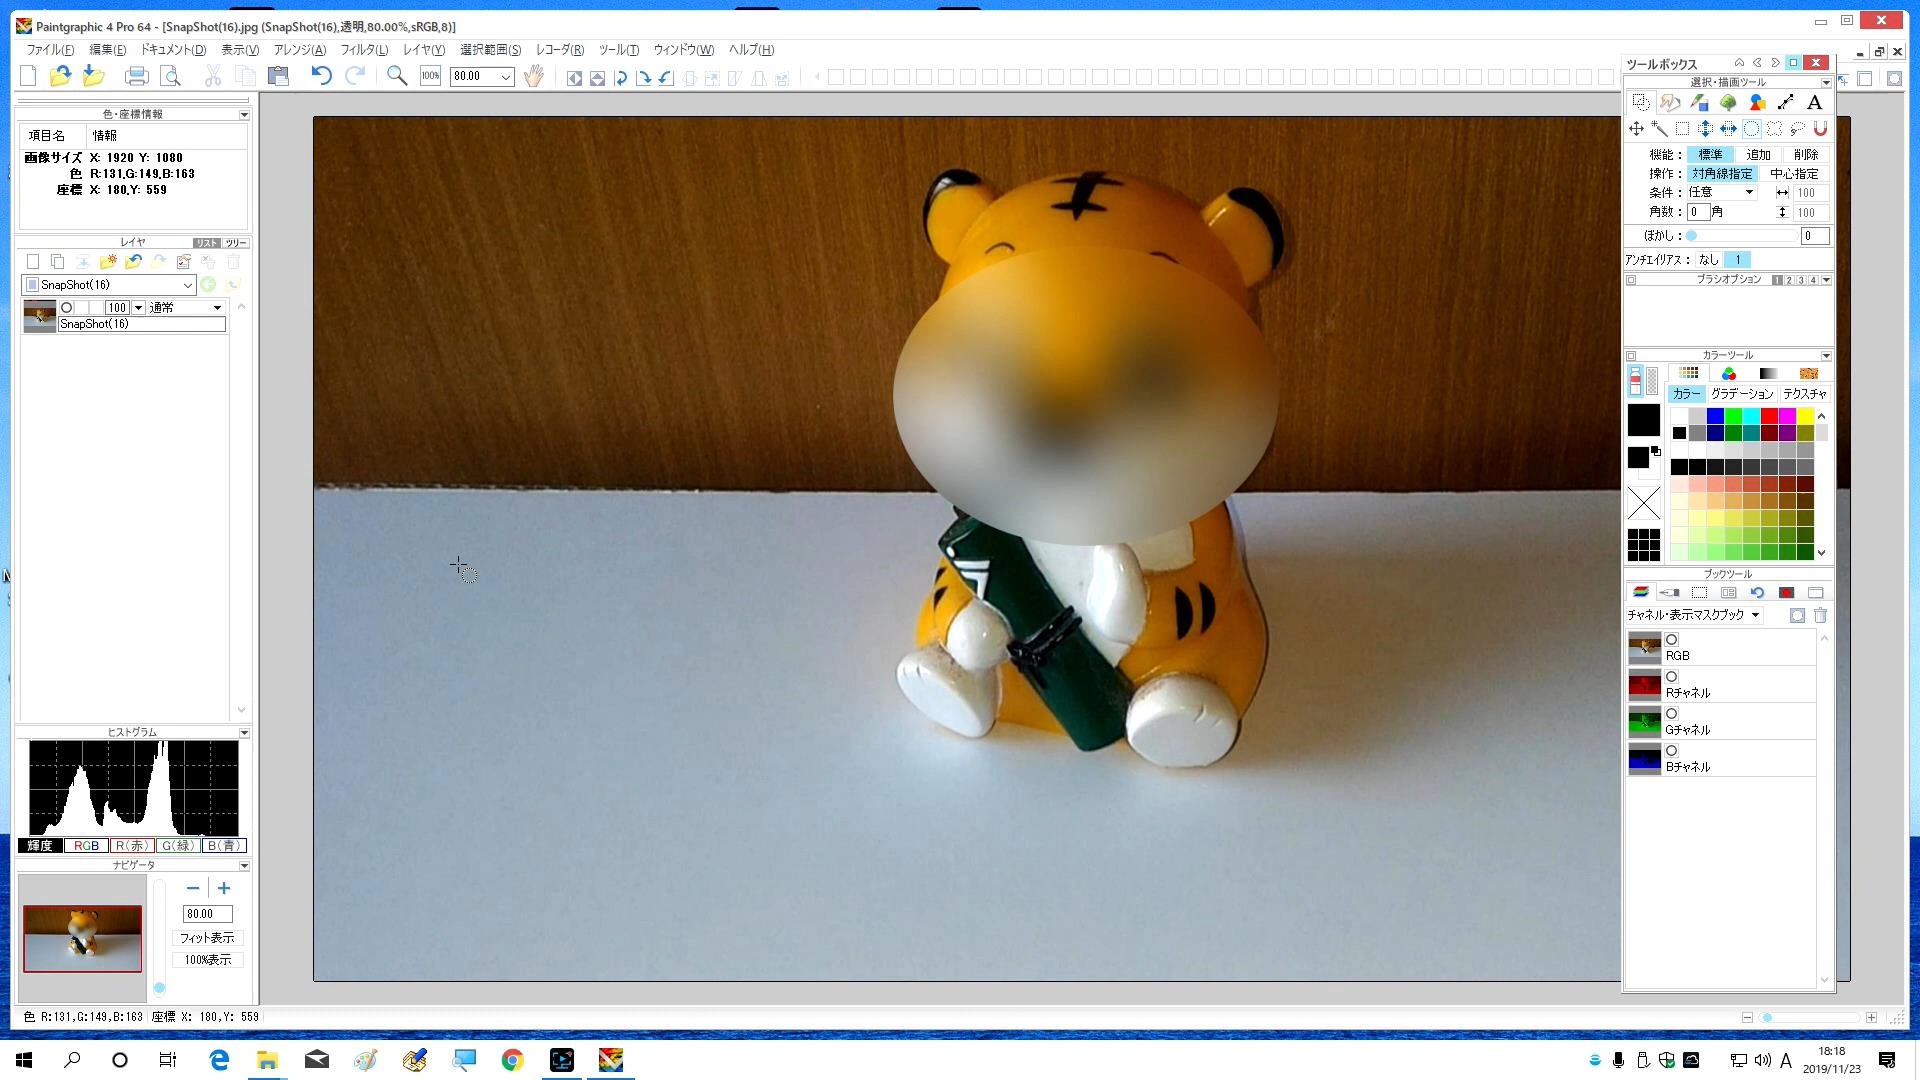 Paintgraphic 4 Pro 64 - [SnapShot(16).jpg (SnapShot(16),透明,80.00%,sRGB,8)]
ファイル(F) 編集(E) ドキュメント(D) 表示(V) アレンジ(A) フィルタ(L) レイヤ(Y) 選択範囲(S) レコーダ(R) ツール(T) ウィンドウ(W) ヘルプ(H)
100% 80.00
色・座標情報
項目名 情報
画像サイズ X: 1920 Y: 1080
色 R:131,G:149,B:163
座標 X: 180,Y: 559
レイヤ リスト ツリー
SnapShot(16)
100 通常
SnapShot(16)
ヒストグラム
輝度 RGB R(赤) G(緑) B(青)
ナビゲータ
80.00
フィット表示
100%表示
色 R:131,G:149,B:163 座標 X: 180,Y: 559
ツールボックス
選択・描画ツール
A
機能: 標準 追加 削除
操作: 対角線指定 中心指定
条件: 任意 100
角数: 0 角 100
ぼかし: 0
アンチエイリアス: なし 1
ブラシオプション 1 2 3 4
カラーツール
カラー グラデーション テクスチャ
ブックツール
チャネル・表示マスクブック
RGB
Rチャネル
Gチャネル
Bチャネル
A
18:18
2019/11/23